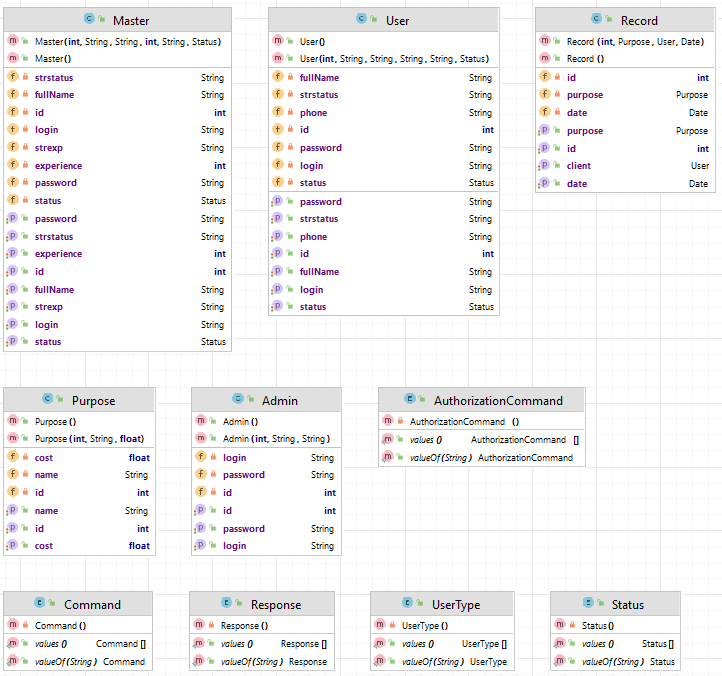 Master
Master(int, String, String, int, String, Status)
Master()
strstatus String
fullName String
id int
login String
strexp String
experience int
password String
status Status
password String
strstatus String
experience int
id int
fullName String
strexp String
login String
status Status
User
User()
User(int, String, String, String, String, Status)
fullName String
strstatus String
phone String
id int
password String
login String
status Status
password String
strstatus String
phone String
id int
fullName String
login String
status Status
Record
Record (int, Purpose, User, Date)
Record ()
id int
purpose Purpose
date Date
purpose Purpose
id int
client User
date Date
Purpose
Purpose ()
Purpose (int, String, float)
cost float
name String
id int
name String
id int
cost float
Admin
Admin ()
Admin (int, String, String)
login String
password String
id int
id int
password String
login String
AuthorizationCommand
AuthorizationCommand ()
values () AuthorizationCommand []
valueOf(String) AuthorizationCommand
Command
Command ()
values () Command []
valueOf(String) Command
Response
Response ()
values () Response []
valueOf(String) Response
UserType
UserType ()
values () UserType []
valueOf(String) UserType
Status
Status()
values () Status []
valueOf(String) Status